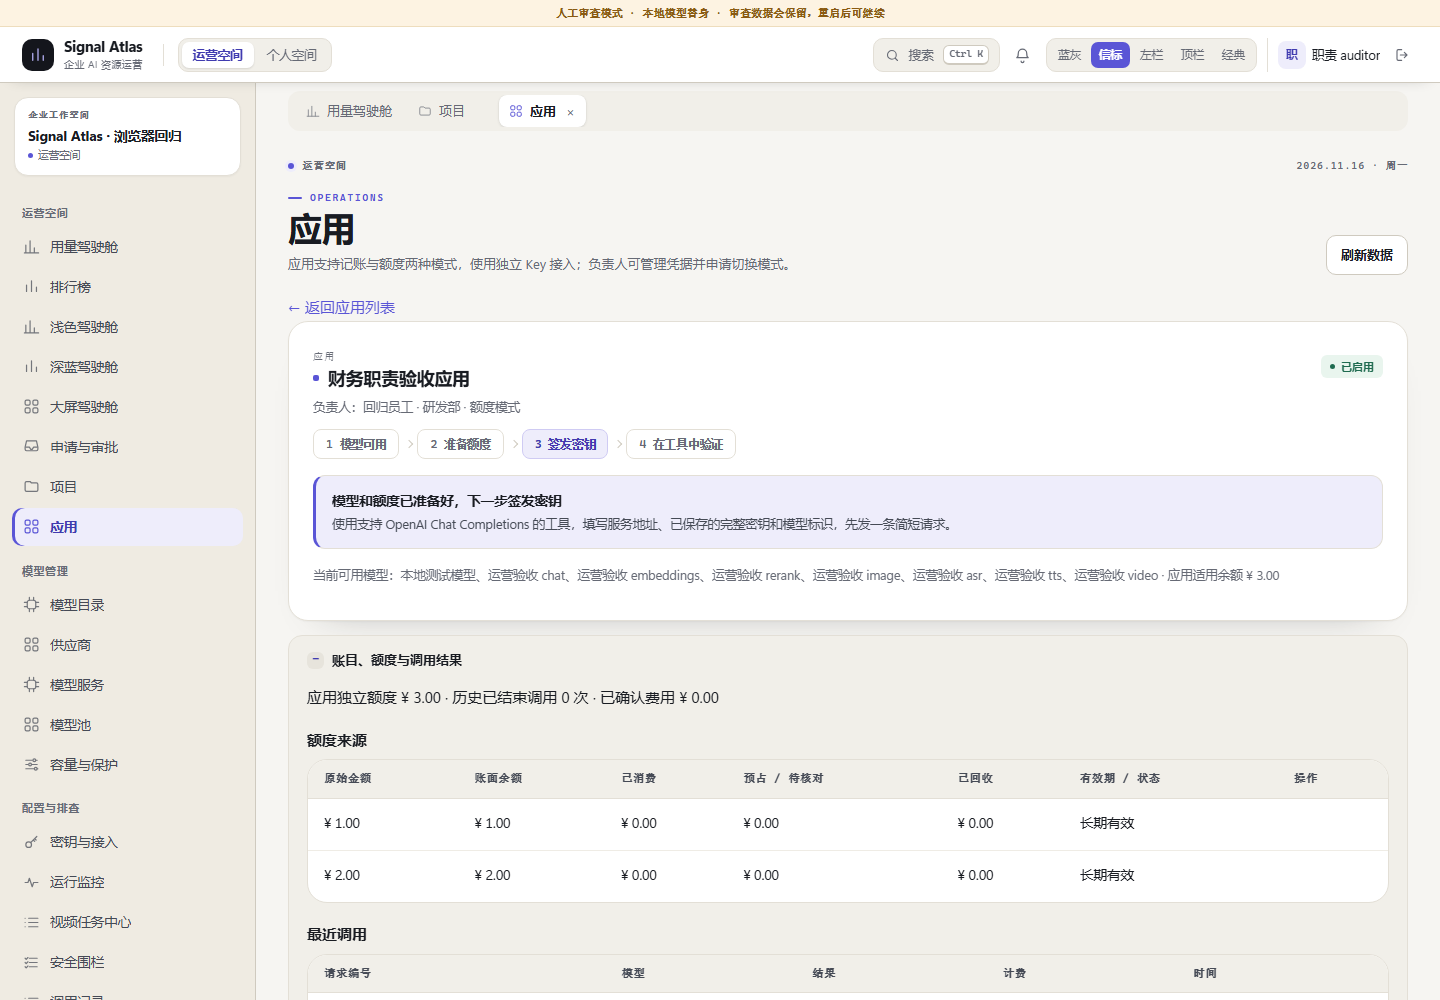 人工审查模式 · 本地模型替身 · 审查数据会保留，重启后可继续
Signal Atlas
企业 AI 资源运营
运营空间 个人空间
搜索 Ctrl K
蓝灰 信标 左栏 顶栏 经典
职 职责 auditor
企业工作空间
Signal Atlas · 浏览器回归
运营空间
运营空间
用量驾驶舱
排行榜
浅色驾驶舱
深蓝驾驶舱
大屏驾驶舱
申请与审批
项目
应用
模型管理
模型目录
供应商
模型服务
模型池
容量与保护
配置与排查
密钥与接入
运行监控
视频任务中心
安全围栏
用量驾驶舱 项目 应用 ×
运营空间
2026.11.16 · 周一
OPERATIONS
应用
应用支持记账与额度两种模式，使用独立 Key 接入；负责人可管理凭据并申请切换模式。
刷新数据
← 返回应用列表
应用
财务职责验收应用
已启用
负责人：回归员工 · 研发部 · 额度模式
1 模型可用 2 准备额度 3 签发密钥 4 在工具中验证
模型和额度已准备好，下一步签发密钥
使用支持 OpenAI Chat Completions 的工具，填写服务地址、已保存的完整密钥和模型标识，先发一条简短请求。
当前可用模型：本地测试模型、运营验收 chat、运营验收 embeddings、运营验收 rerank、运营验收 image、运营验收 asr、运营验收 tts、运营验收 video · 应用适用余额 ¥ 3.00
− 账目、额度与调用结果
应用独立额度 ¥ 3.00 · 历史已结束调用 0 次 · 已确认费用 ¥ 0.00
额度来源
原始金额 账面余额 已消费 预占 / 待核对 已回收 有效期 / 状态 操作
¥ 1.00 ¥ 1.00 ¥ 0.00 ¥ 0.00 ¥ 0.00 长期有效
¥ 2.00 ¥ 2.00 ¥ 0.00 ¥ 0.00 ¥ 0.00 长期有效
最近调用
请求编号 模型 结果 计费 时间